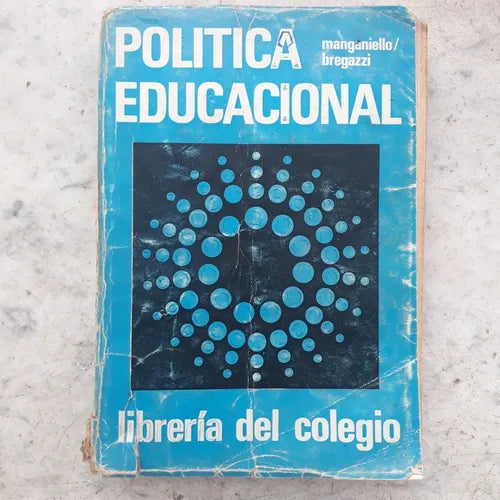 POLITICA
manganiello/
bregazzi
EDUCACIONAL
librería del colegio